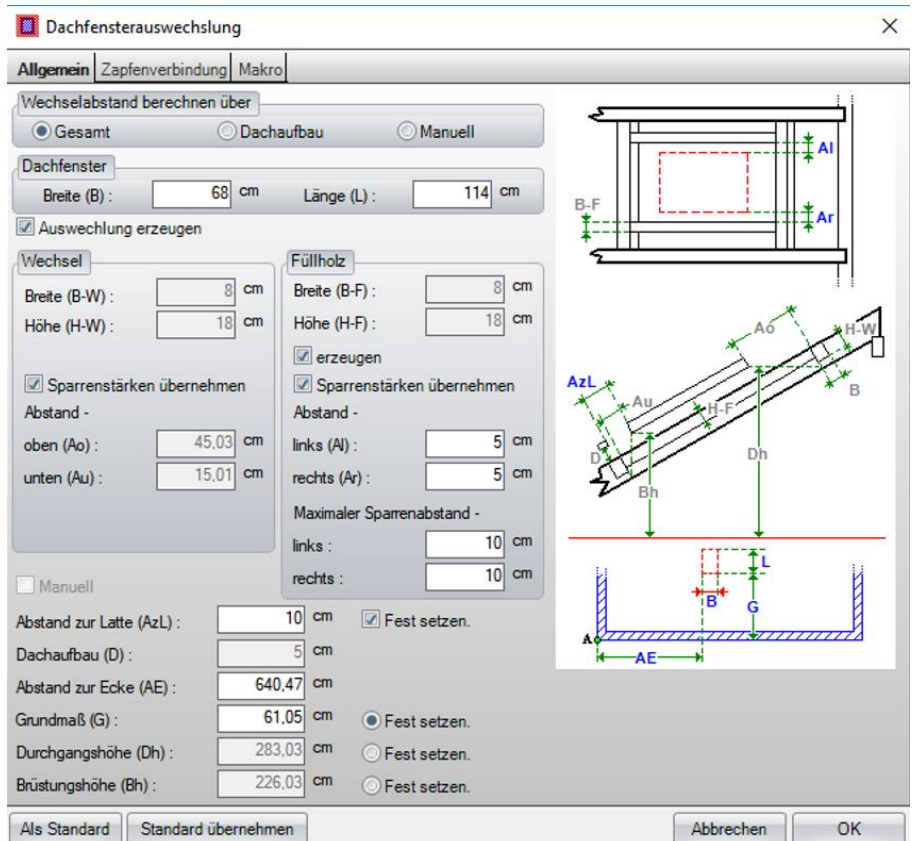 Dachfensterauswechslung
Allgemein Zapfenverbindung Makro
Wechselabstand berechnen über
Gesamt Dachaufbau Manuell
Dachfenster
Breite (B) : 68 cm Länge (L) : 114 cm
Auswechlung erzeugen
Wechsel
Breite (B-W) : 8 cm
Höhe (H-W) : 18 cm
Sparrenstärken übernehmen
Abstand -
oben (Ao) : 45,03 cm
unten (Au) : 15,01 cm
Füllholz
Breite (B-F) : 8 cm
Höhe (H-F) : 18 cm
erzeugen
Sparrenstärken übernehmen
Abstand -
links (Al) : 5 cm
rechts (Ar) : 5 cm
Maximaler Sparrenabstand -
links : 10 cm
rechts : 10 cm
Manuell
Abstand zur Latte (AzL) : 10 cm Fest setzen.
Dachaufbau (D) : 5 cm
Abstand zur Ecke (AE) : 640,47 cm
Grundmaß (G) : 61,05 cm Fest setzen.
Durchgangshöhe (Dh) : 283,03 cm Fest setzen.
Brüstungshöhe (Bh) : 226,03 cm Fest setzen.
Al
B-F
Ar
Ao
H-W
AzL
Au
B
H-F
D
Dh
Bh
L
B
G
A
AE
Als Standard Standard übernehmen Abbrechen OK